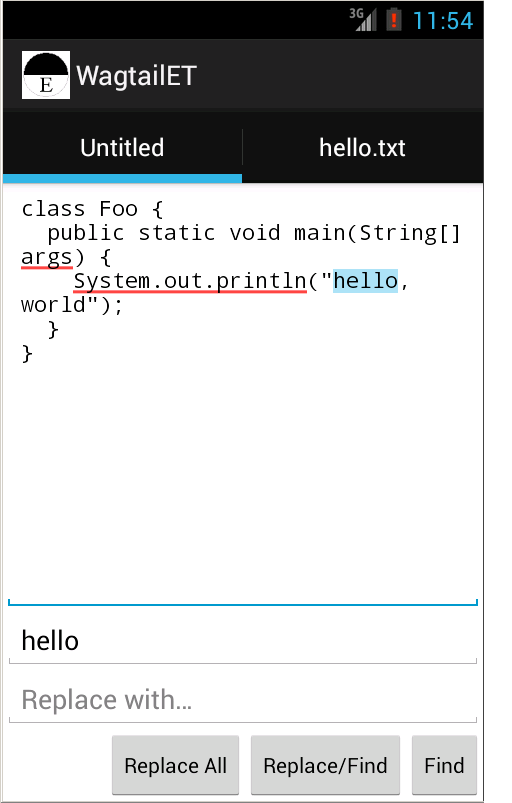 3G 11:54
E WagtailET
Untitled hello.txt
class Foo {
  public static void main(String[]
args) {
    System.out.println("hello,
world");
  }
}
hello
Replace with...
Replace All Replace/Find Find